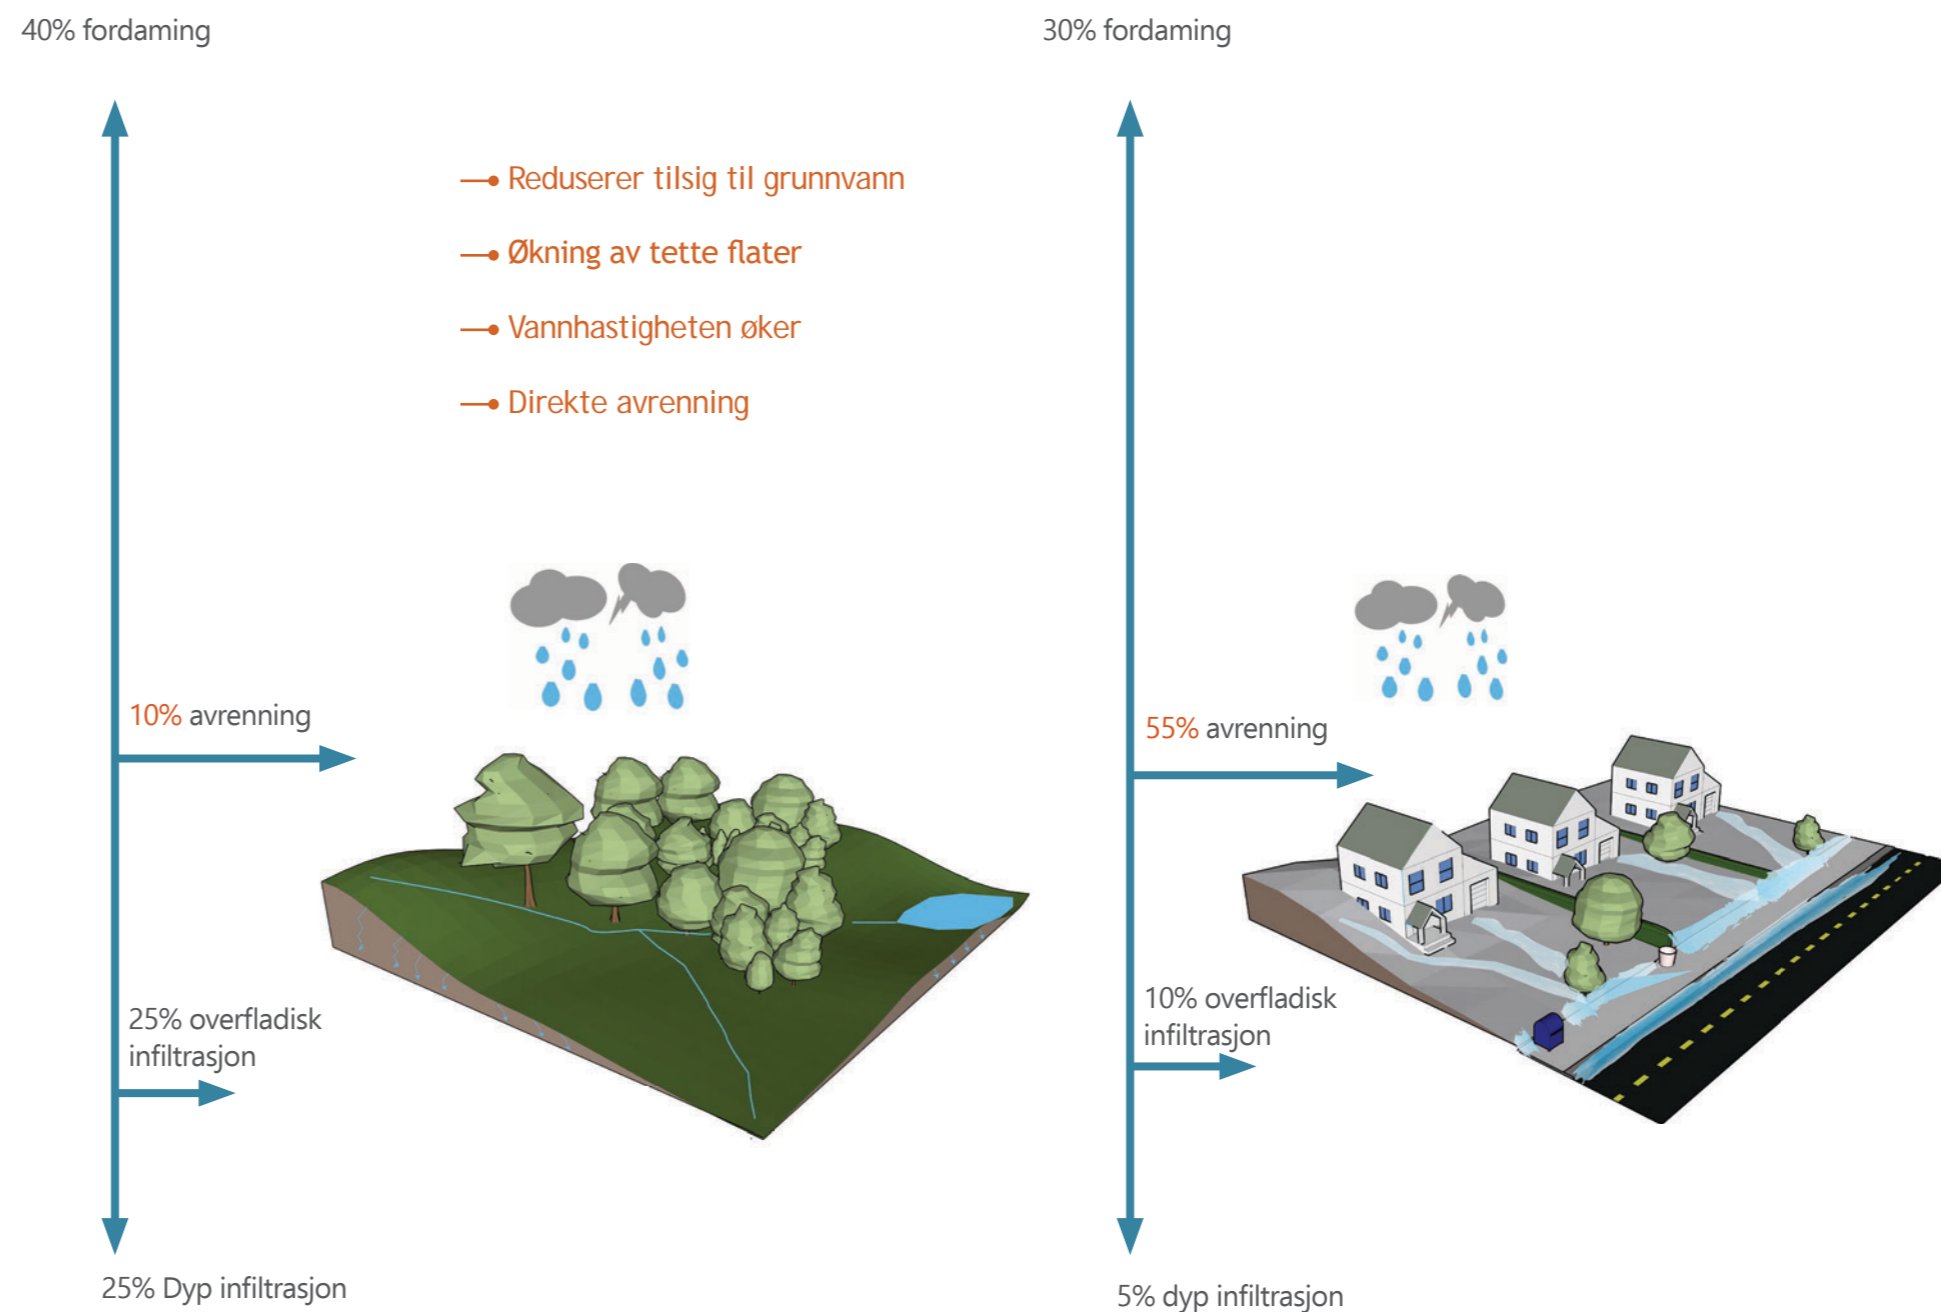 40% fordaming
Reduserer tilsig til grunnvann
Økning av tette flater
Vannhastigheten øker
Direkte avrenning
10% avrenning
25% overfladisk
infiltrasjon
25% Dyp infiltrasjon
30% fordaming
55% avrenning
10% overfladisk
infiltrasjon
5% dyp infiltrasjon